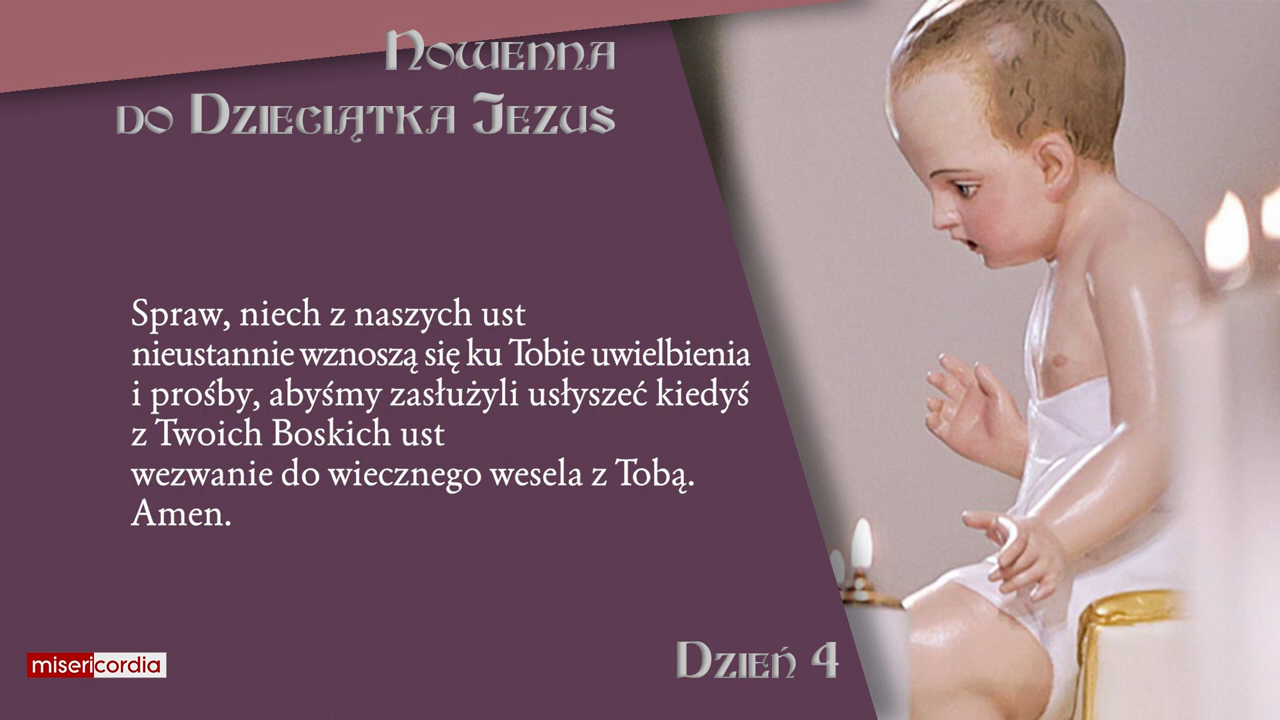 Nowenna
do Dzieciątka Jezus
Spraw, niech z naszych ust
nieustannie wznoszą się ku Tobie uwielbienia
i prośby, abyśmy zasłużyli usłyszeć kiedyś
z Twoich Boskich ust
wezwanie do wiecznego wesela z Tobą.
Amen.
Dzień 4
misericordia